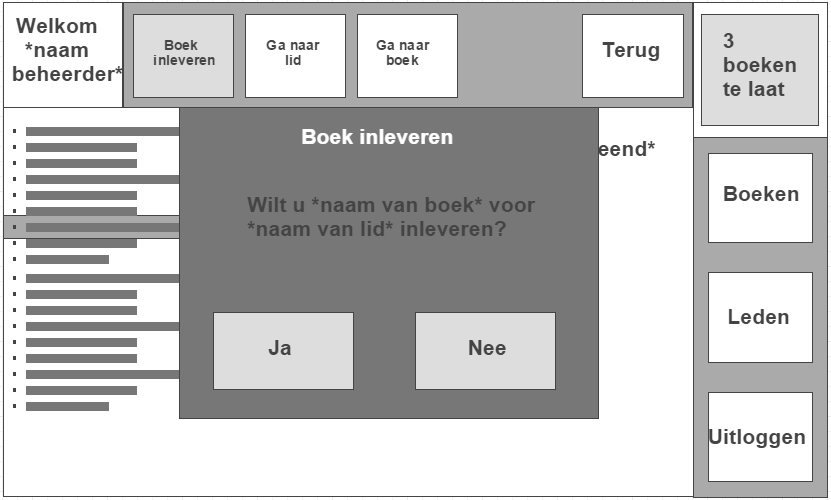 Welkom
*naam
beheerder*
Boek
inleveren
Ga naar
lid
Ga naar
boek
Terug
3
boeken
te laat
eend*
Boek inleveren
Wilt u *naam van boek* voor
*naam van lid* inleveren?
Ja
Nee
Boeken
Leden
Uitloggen